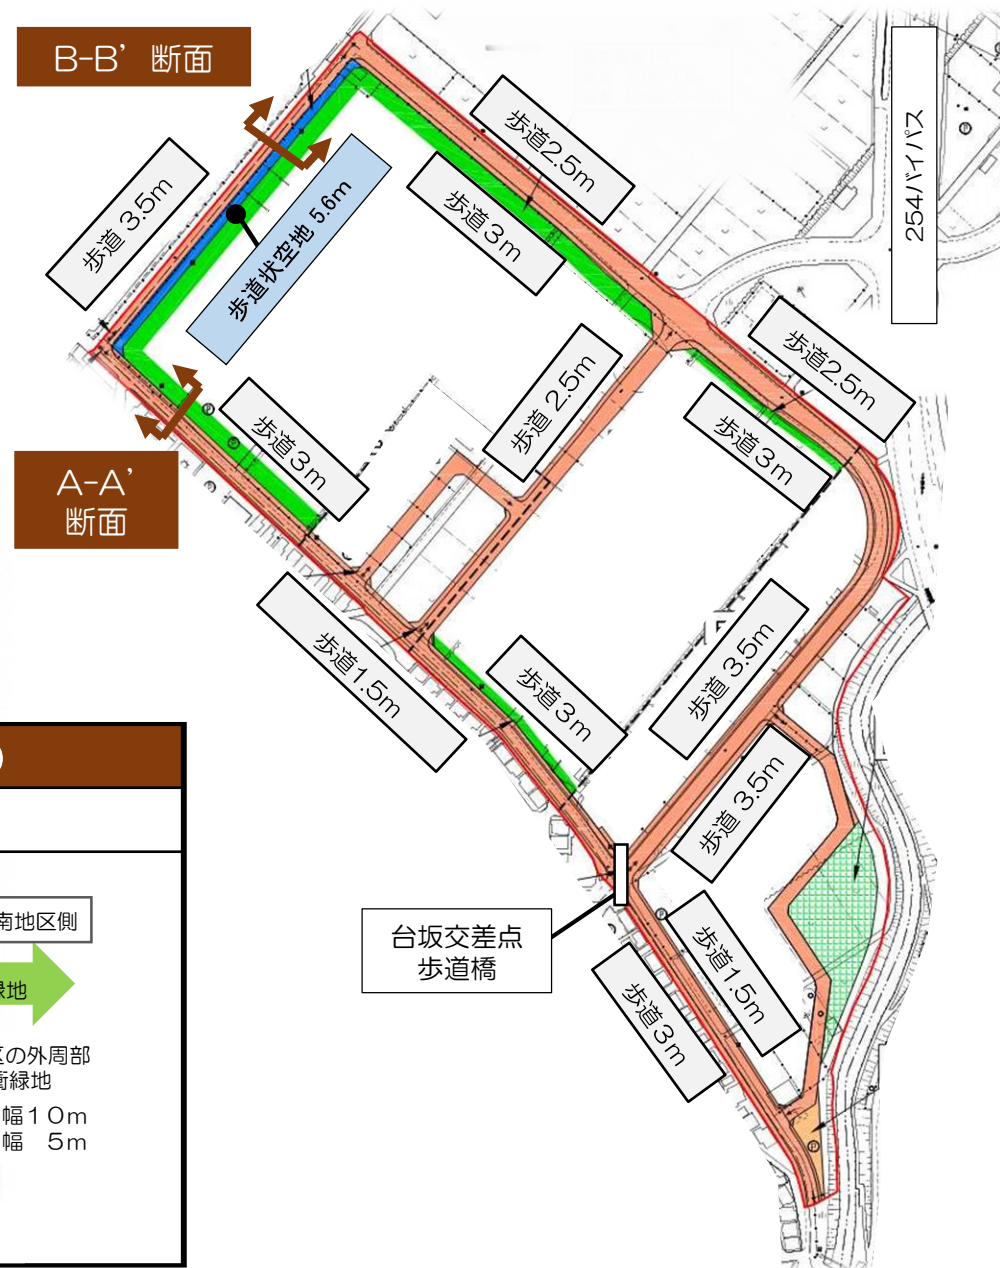 B-B’ 断面
歩道 3.5m
歩道状空地 5.6m
歩道2.5m
歩道3m
254バイパス
歩道2.5m
歩道3m
歩道 2.5m
歩道3m
A-A’
断面
歩道1.5m
歩道3m
歩道 3.5m
歩道 3.5m
台坂交差点
歩道橋
歩道1.5m
歩道3m
南地区側
緑地
区の外周部
衝緑地
幅10m
幅 5m